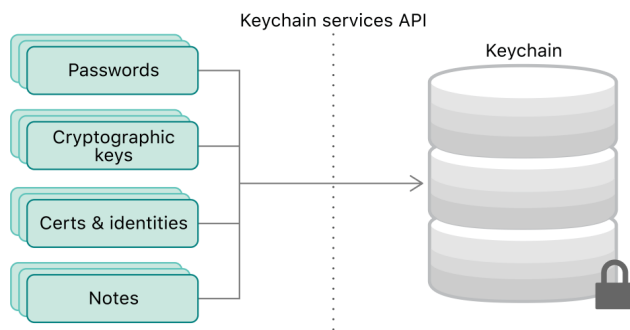 Keychain services API
Keychain
Passwords
Cryptographic
keys
Certs & identities
Notes